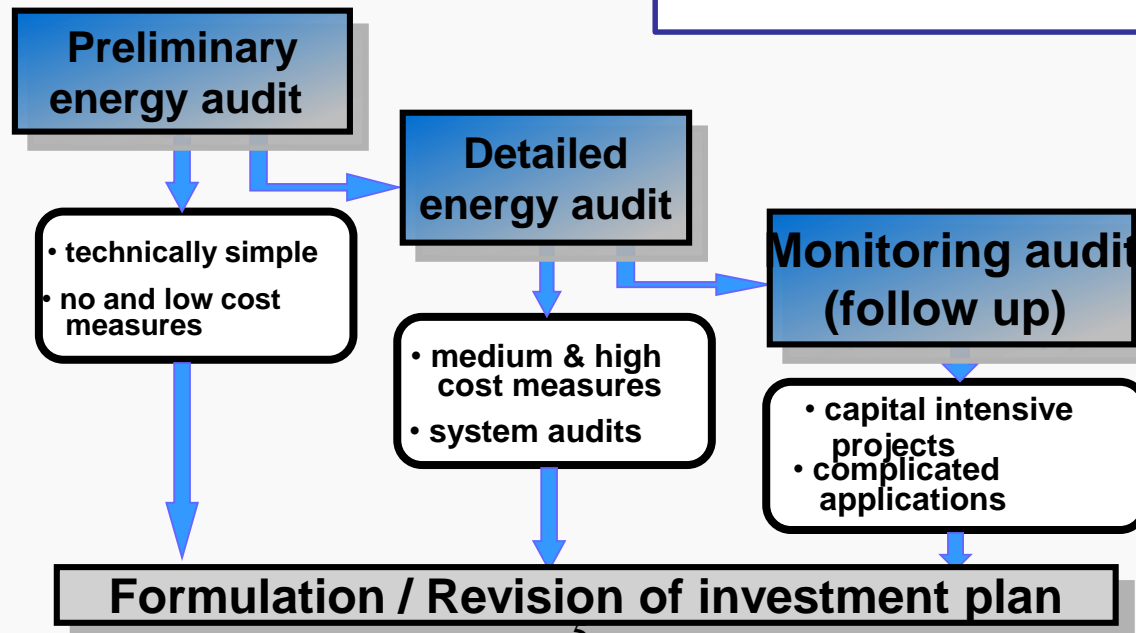 Preliminary
energy audit
Detailed
energy audit
Monitoring audit
(follow up)
• technically simple
• no and low cost
measures
• medium & high
cost measures
• system audits
• capital intensive
projects
• complicated
applications
Formulation / Revision of investment plan